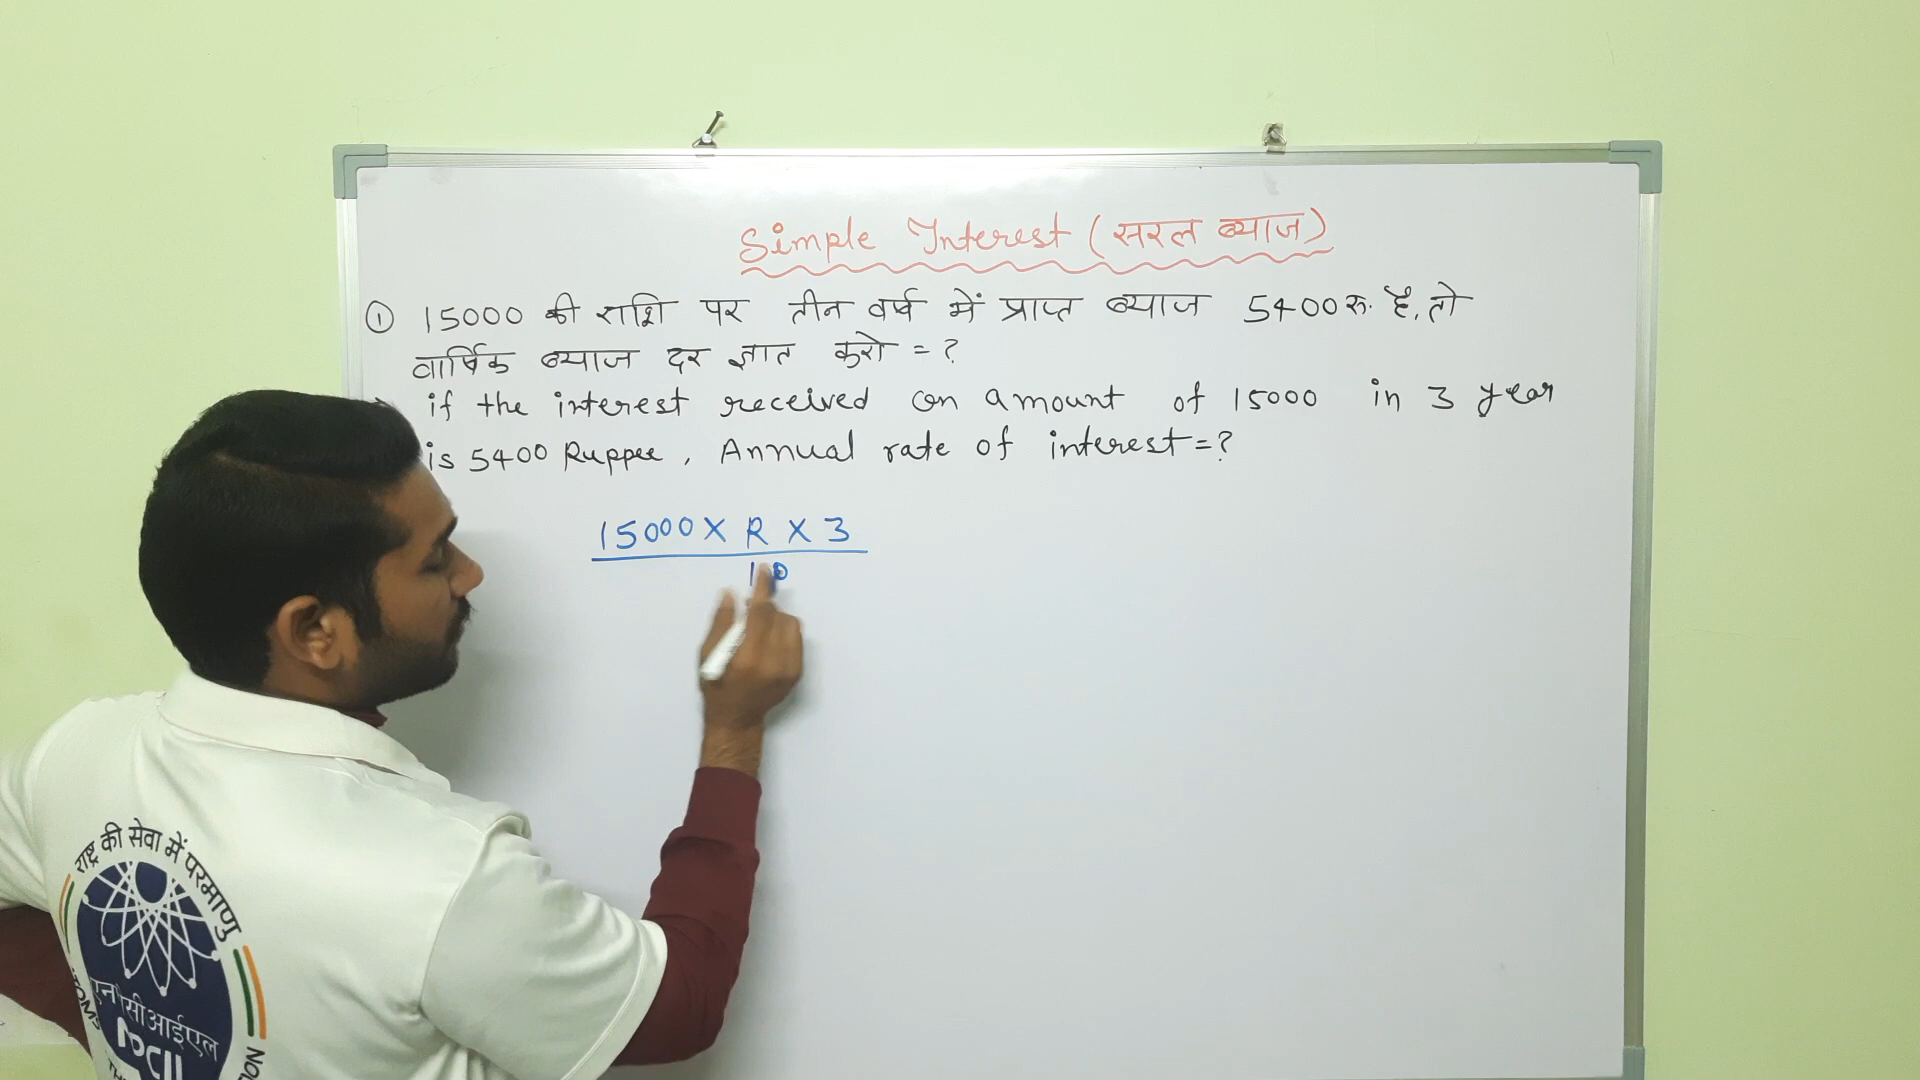 Simple Interest (सरल ब्याज)
① 15000 की राशि पर तीन वर्ष में प्राप्त ब्याज 5400 रू. है, तो
वार्षिक ब्याज दर ज्ञात करो = ?
if the interest received on amount of 15000 in 3 year
is 5400 Ruppee, Annual rate of interest = ?
15000 X R X 3
राष्ट्र की सेवा में परमाणु